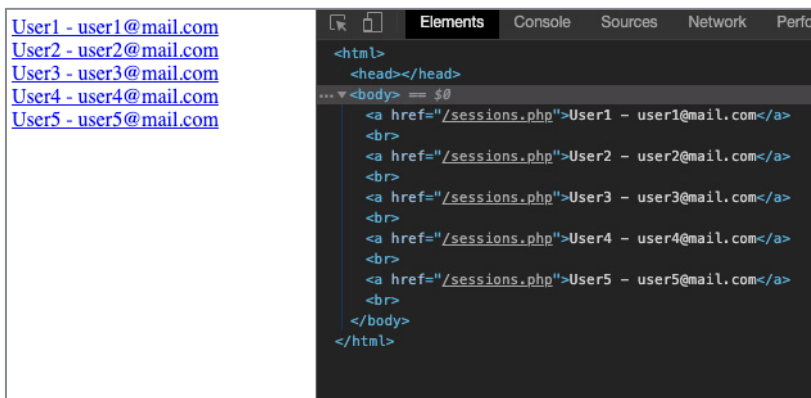 User1 - user1@mail.com
User2 - user2@mail.com
User3 - user3@mail.com
User4 - user4@mail.com
User5 - user5@mail.com
Elements Console Sources Network Perfo
<html>
<head></head>
... ▼<body> == $0
<a href="/sessions.php">User1 – user1@mail.com</a>
<br>
<a href="/sessions.php">User2 – user2@mail.com</a>
<br>
<a href="/sessions.php">User3 – user3@mail.com</a>
<br>
<a href="/sessions.php">User4 – user4@mail.com</a>
<br>
<a href="/sessions.php">User5 – user5@mail.com</a>
<br>
</body>
</html>